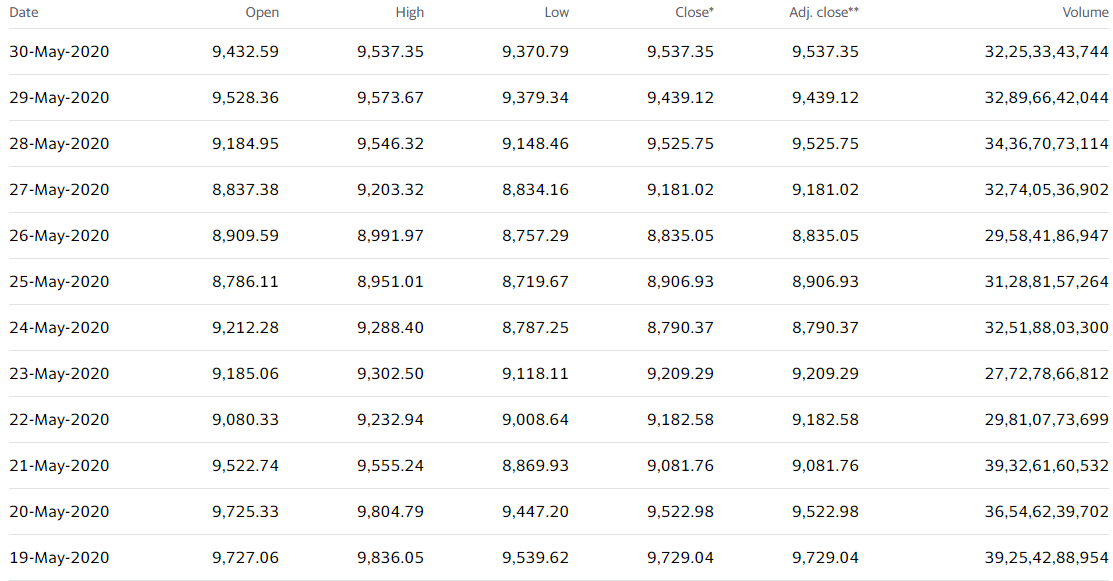 Date Open High Low Close* Adj. close** Volume
30-May-2020 9,432.59 9,537.35 9,370.79 9,537.35 9,537.35 32,25,33,43,744
29-May-2020 9,528.36 9,573.67 9,379.34 9,439.12 9,439.12 32,89,66,42,044
28-May-2020 9,184.95 9,546.32 9,148.46 9,525.75 9,525.75 34,36,70,73,114
27-May-2020 8,837.38 9,203.32 8,834.16 9,181.02 9,181.02 32,74,05,36,902
26-May-2020 8,909.59 8,991.97 8,757.29 8,835.05 8,835.05 29,58,41,86,947
25-May-2020 8,786.11 8,951.01 8,719.67 8,906.93 8,906.93 31,28,81,57,264
24-May-2020 9,212.28 9,288.40 8,787.25 8,790.37 8,790.37 32,51,88,03,300
23-May-2020 9,185.06 9,302.50 9,118.11 9,209.29 9,209.29 27,72,78,66,812
22-May-2020 9,080.33 9,232.94 9,008.64 9,182.58 9,182.58 29,81,07,73,699
21-May-2020 9,522.74 9,555.24 8,869.93 9,081.76 9,081.76 39,32,61,60,532
20-May-2020 9,725.33 9,804.79 9,447.20 9,522.98 9,522.98 36,54,62,39,702
19-May-2020 9,727.06 9,836.05 9,539.62 9,729.04 9,729.04 39,25,42,88,954